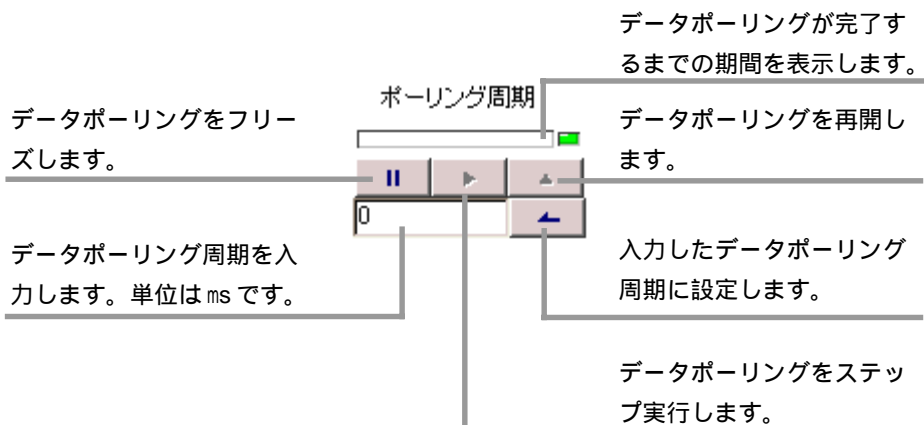 データポーリングが完了す
るまでの期間を表示します。
ポーリング周期
データポーリングをフリー
ズします。
データポーリングを再開し
ます。
0
データポーリング周期を入
力します。単位は ms です。
入力したデータポーリング
周期に設定します。
データポーリングをステッ
プ実行します。